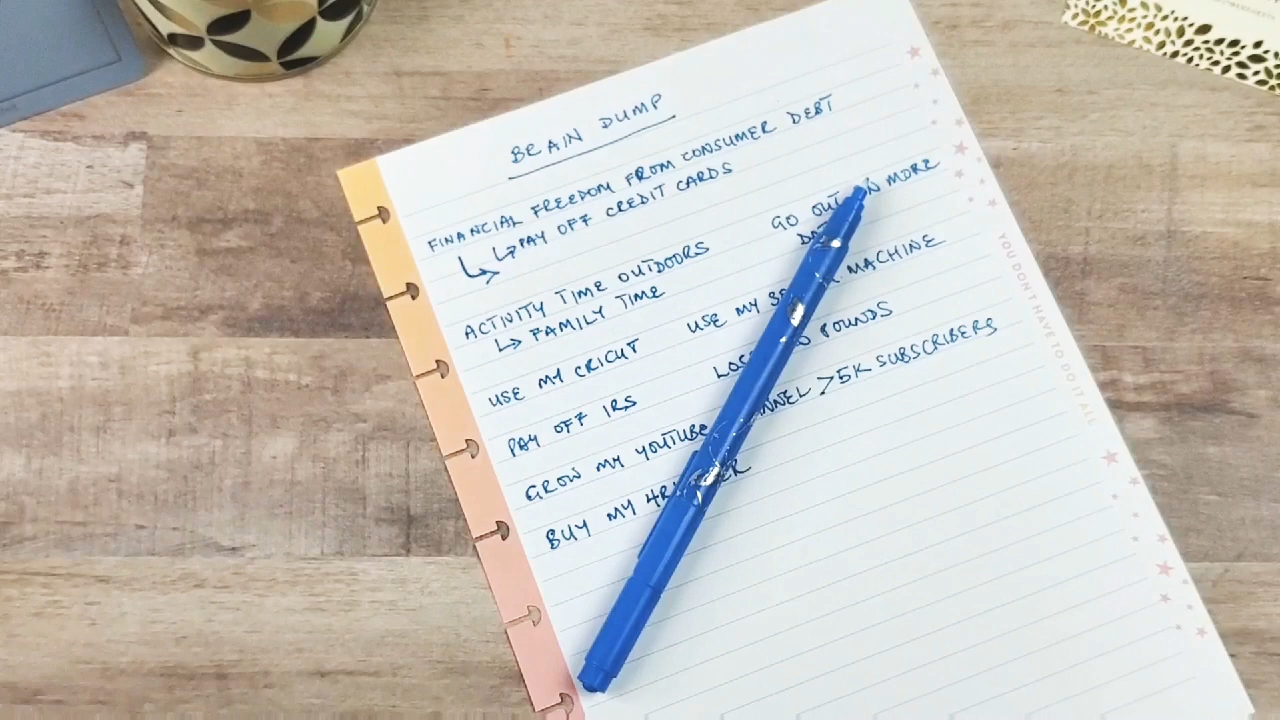 BRAIN DUMP
FINANCIAL FREEDOM FROM CONSUMER DEBT
↳ PAY OFF CREDIT CARDS
GO OUT ON MORE
ACTIVITY TIME OUTDOORS
↳ FAMILY TIME
USE MY MACHINE
USE MY CRICUT
POUNDS
PAY OFF IRS
GROW MY YOUTUBE >5K SUBSCRIBERS
BUY MY
YOU DON'T HAVE TO DO IT ALL